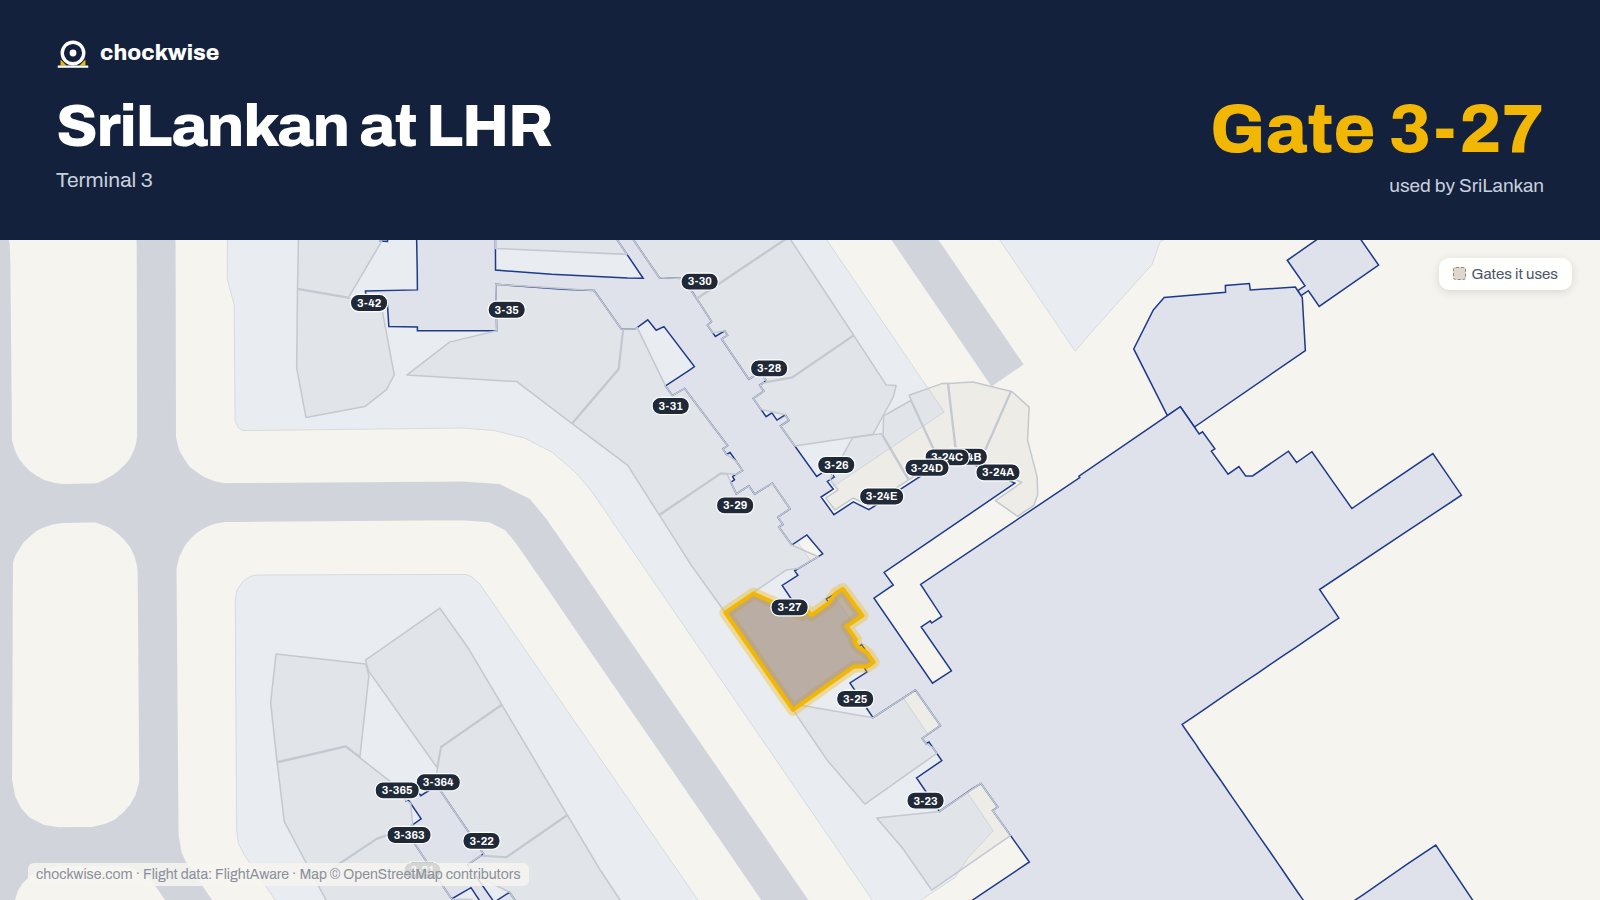 chockwise
SriLankan at LHR
Terminal 3
Gate 3-27
used by SriLankan
Gates it uses
3-30
3-42
3-35
3-28
3-31
3-24C
3-26
3-24D
3-24A
3-24E
3-29
3-27
3-25
3-364
3-365
3-23
3-363
3-22
chockwise.com · Flight data: FlightAware · Map © OpenStreetMap contributors